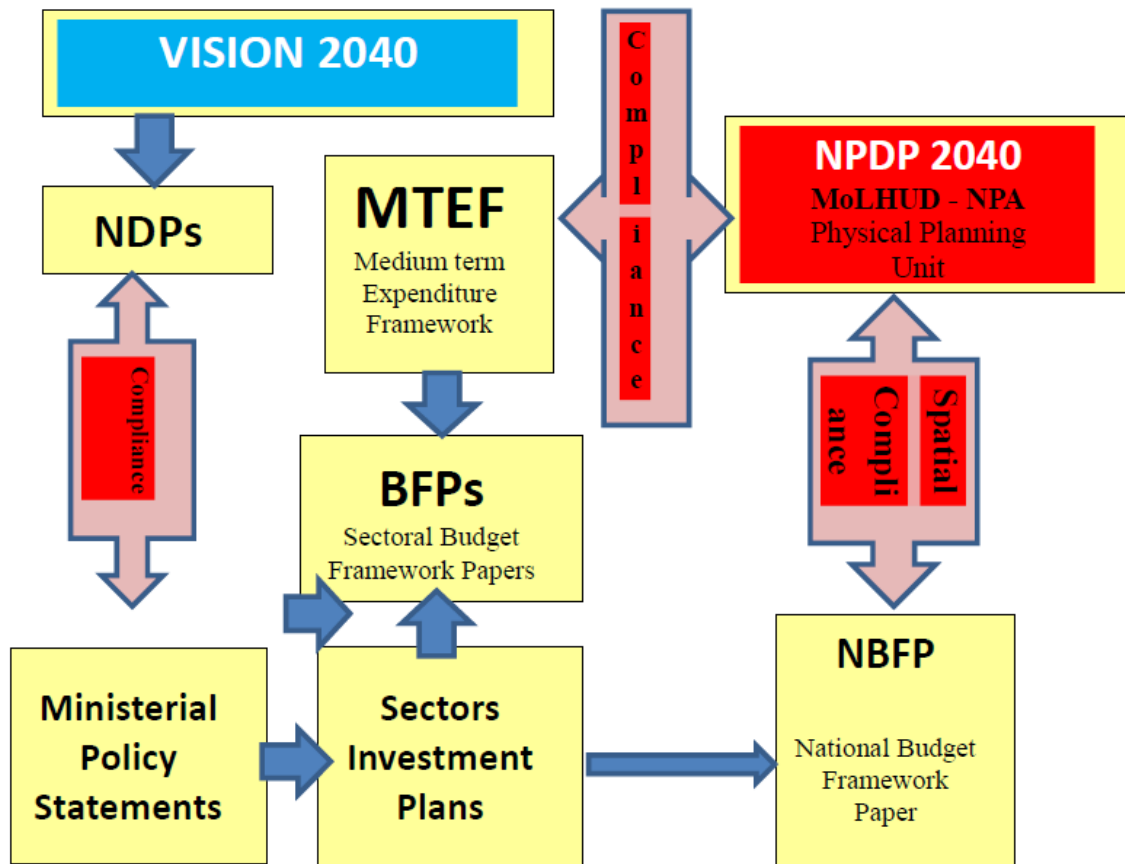 VISION 2040
NDPs
Compliance
MTEF
Medium term
Expenditure
Framework
C
o
m
p
l
i
a
n
c
e
NPDP 2040
MoLHUD - NPA
Physical Planning
Unit
Spatial
Compli
ance
BFPs
Sectoral Budget
Framework Papers
Ministerial
Policy
Statements
Sectors
Investment
Plans
NBFP
National Budget
Framework
Paper